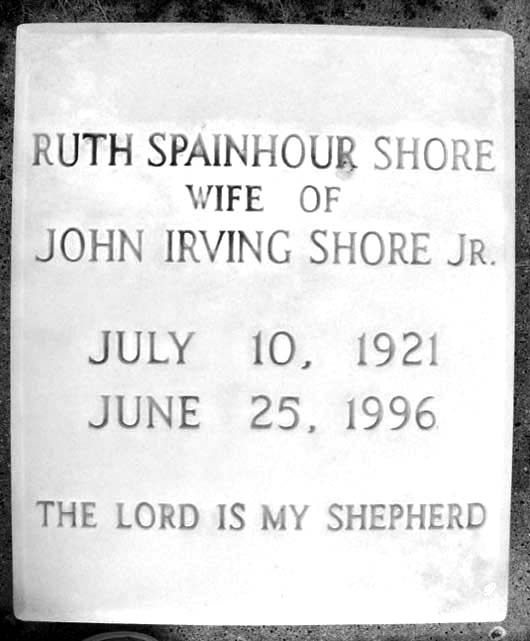 RUTH SPAINHOUR SHORE
WIFE OF
JOHN IRVING SHORE JR.
JULY 10, 1921
JUNE 25, 1996
THE LORD IS MY SHEPHERD